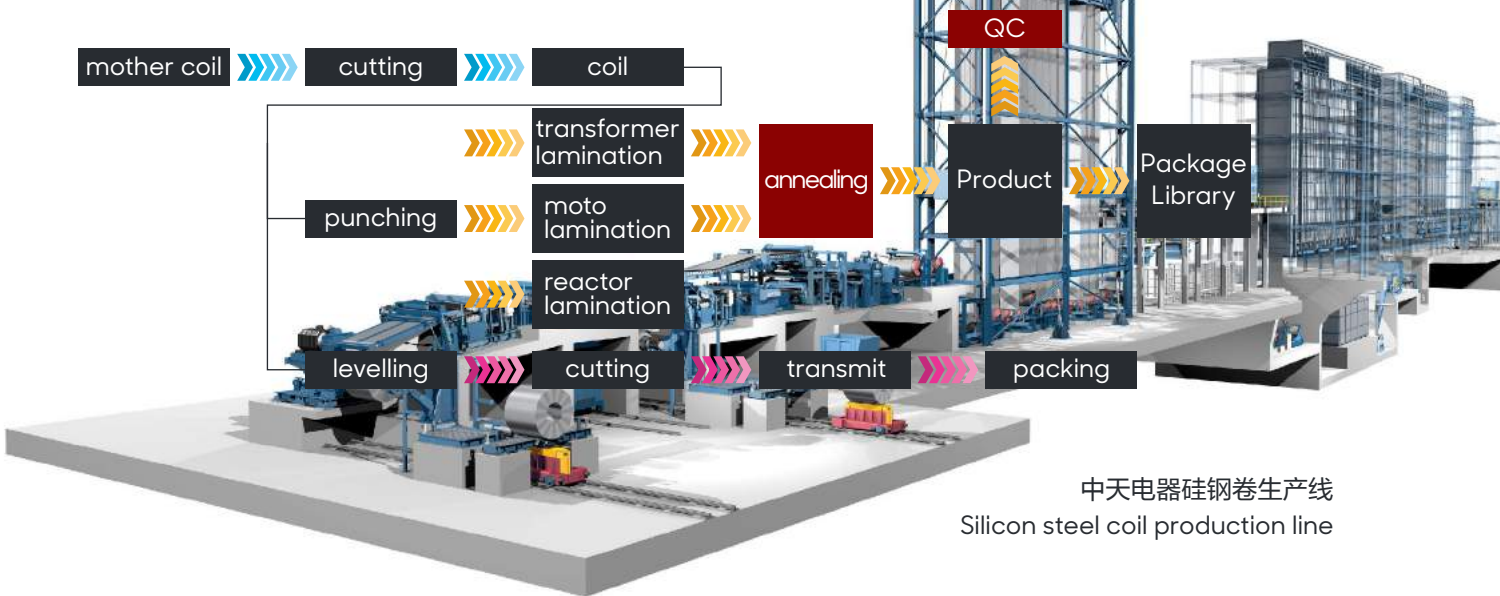 QC
mother coil
cutting
coil
transformer
lamination
annealing
Product
Package
Library
punching
moto
lamination
reactor
lamination
levelling
cutting
transmit
packing
中天电器硅钢卷生产线
Silicon steel coil production line